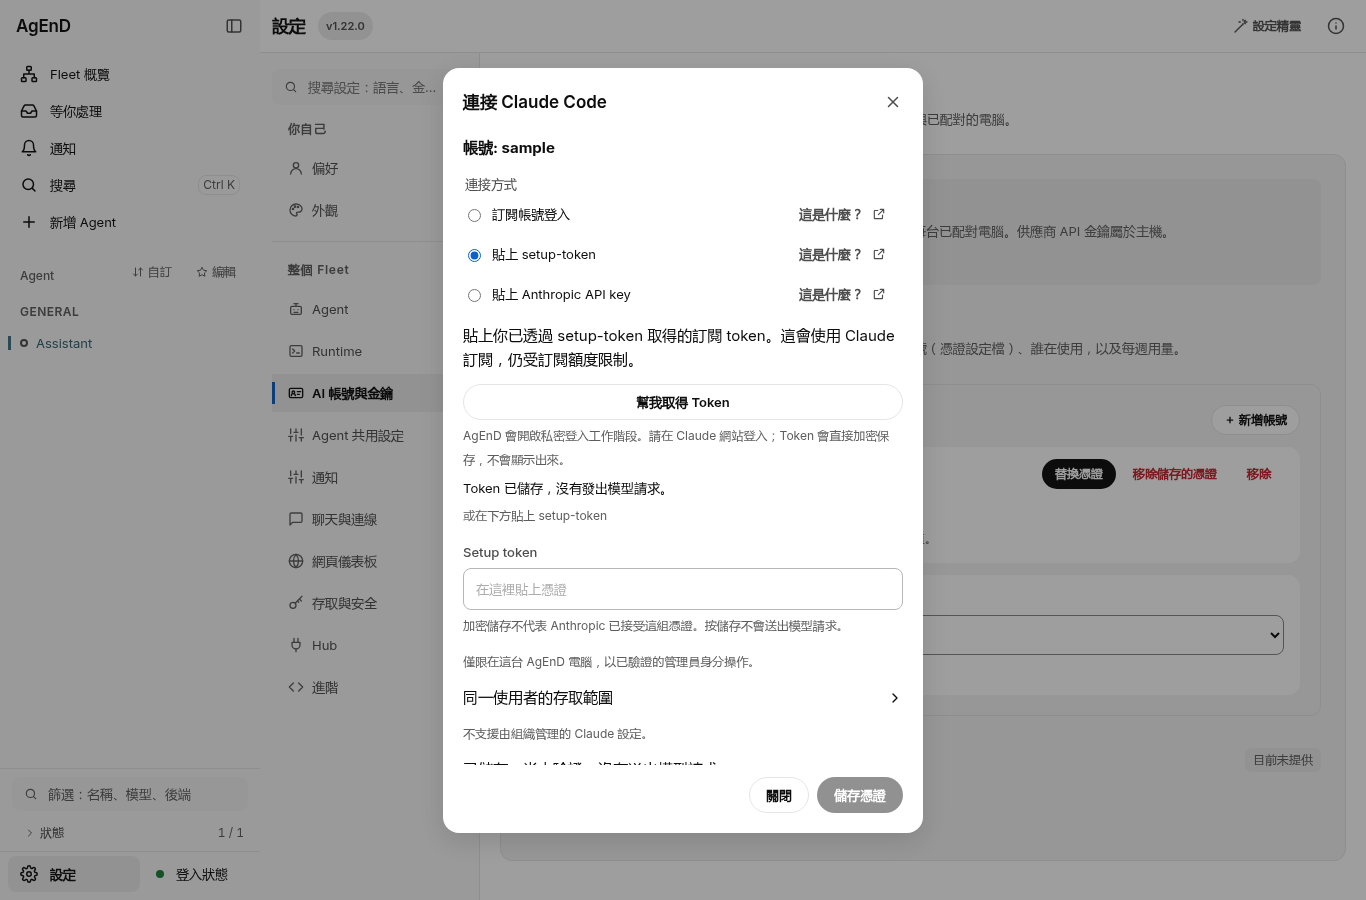 AgEnD
Fleet 概覽
等你處理
通知
搜尋
Ctrl K
新增 Agent
Agent
自訂
編輯
GENERAL
Assistant
篩選：名稱、模型、後端
狀態
1 / 1
設定
登入狀態
設定
v1.22.0
設定精靈
搜尋設定：語言、金...
你自己
偏好
外觀
整個 Fleet
Agent
Runtime
AI 帳號與金鑰
Agent 共用設定
通知
聊天與連線
網頁儀表板
存取與安全
Hub
進階
已配對的電腦。
台已配對電腦。供應商 API 金鑰屬於主機。
（憑證設定檔）、誰在使用，以及每週用量。
+ 新增帳號
替換憑證
移除儲存的憑證
移除
目前未提供
連接 Claude Code
帳號: sample
連接方式
訂閱帳號登入
這是什麼？
貼上 setup-token
這是什麼？
貼上 Anthropic API key
這是什麼？
貼上你已透過 setup-token 取得的訂閱 token。這會使用 Claude
訂閱，仍受訂閱額度限制。
幫我取得 Token
AgEnD 會開啟私密登入工作階段。請在 Claude 網站登入；Token 會直接加密保
存，不會顯示出來。
Token 已儲存，沒有發出模型請求。
或在下方貼上 setup-token
Setup token
在這裡貼上憑證
加密儲存不代表 Anthropic 已接受這組憑證。按儲存不會送出模型請求。
僅限在這台 AgEnD 電腦，以已驗證的管理員身分操作。
同一使用者的存取範圍
不支援由組織管理的 Claude 設定。
關閉
儲存憑證